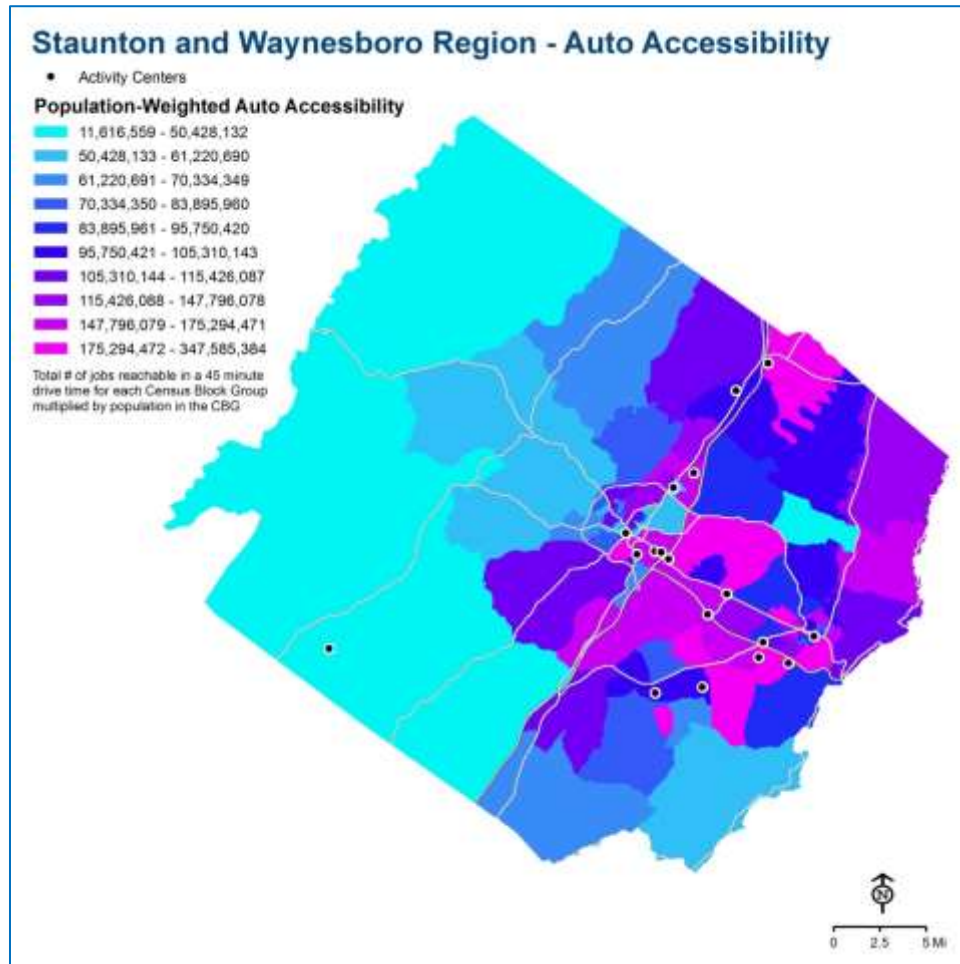 Staunton and Waynesboro Region - Auto Accessibility
Activity Centers
Population-Weighted Auto Accessibility
11,616,559 - 50,428,132
50,428,133 - 61,220,690
61,220,691 - 70,334,349
70,334,350 - 83,895,960
83,895,961 - 95,750,420
95,750,421 - 105,310,143
105,310,144 - 115,426,087
115,426,088 - 147,796,078
147,796,079 - 175,294,471
175,294,472 - 347,585,384
Total # of jobs reachable in a 45 minute
drive time for each Census Block Group
multiplied by population in the CBG
N
0 2.5 5 Mi